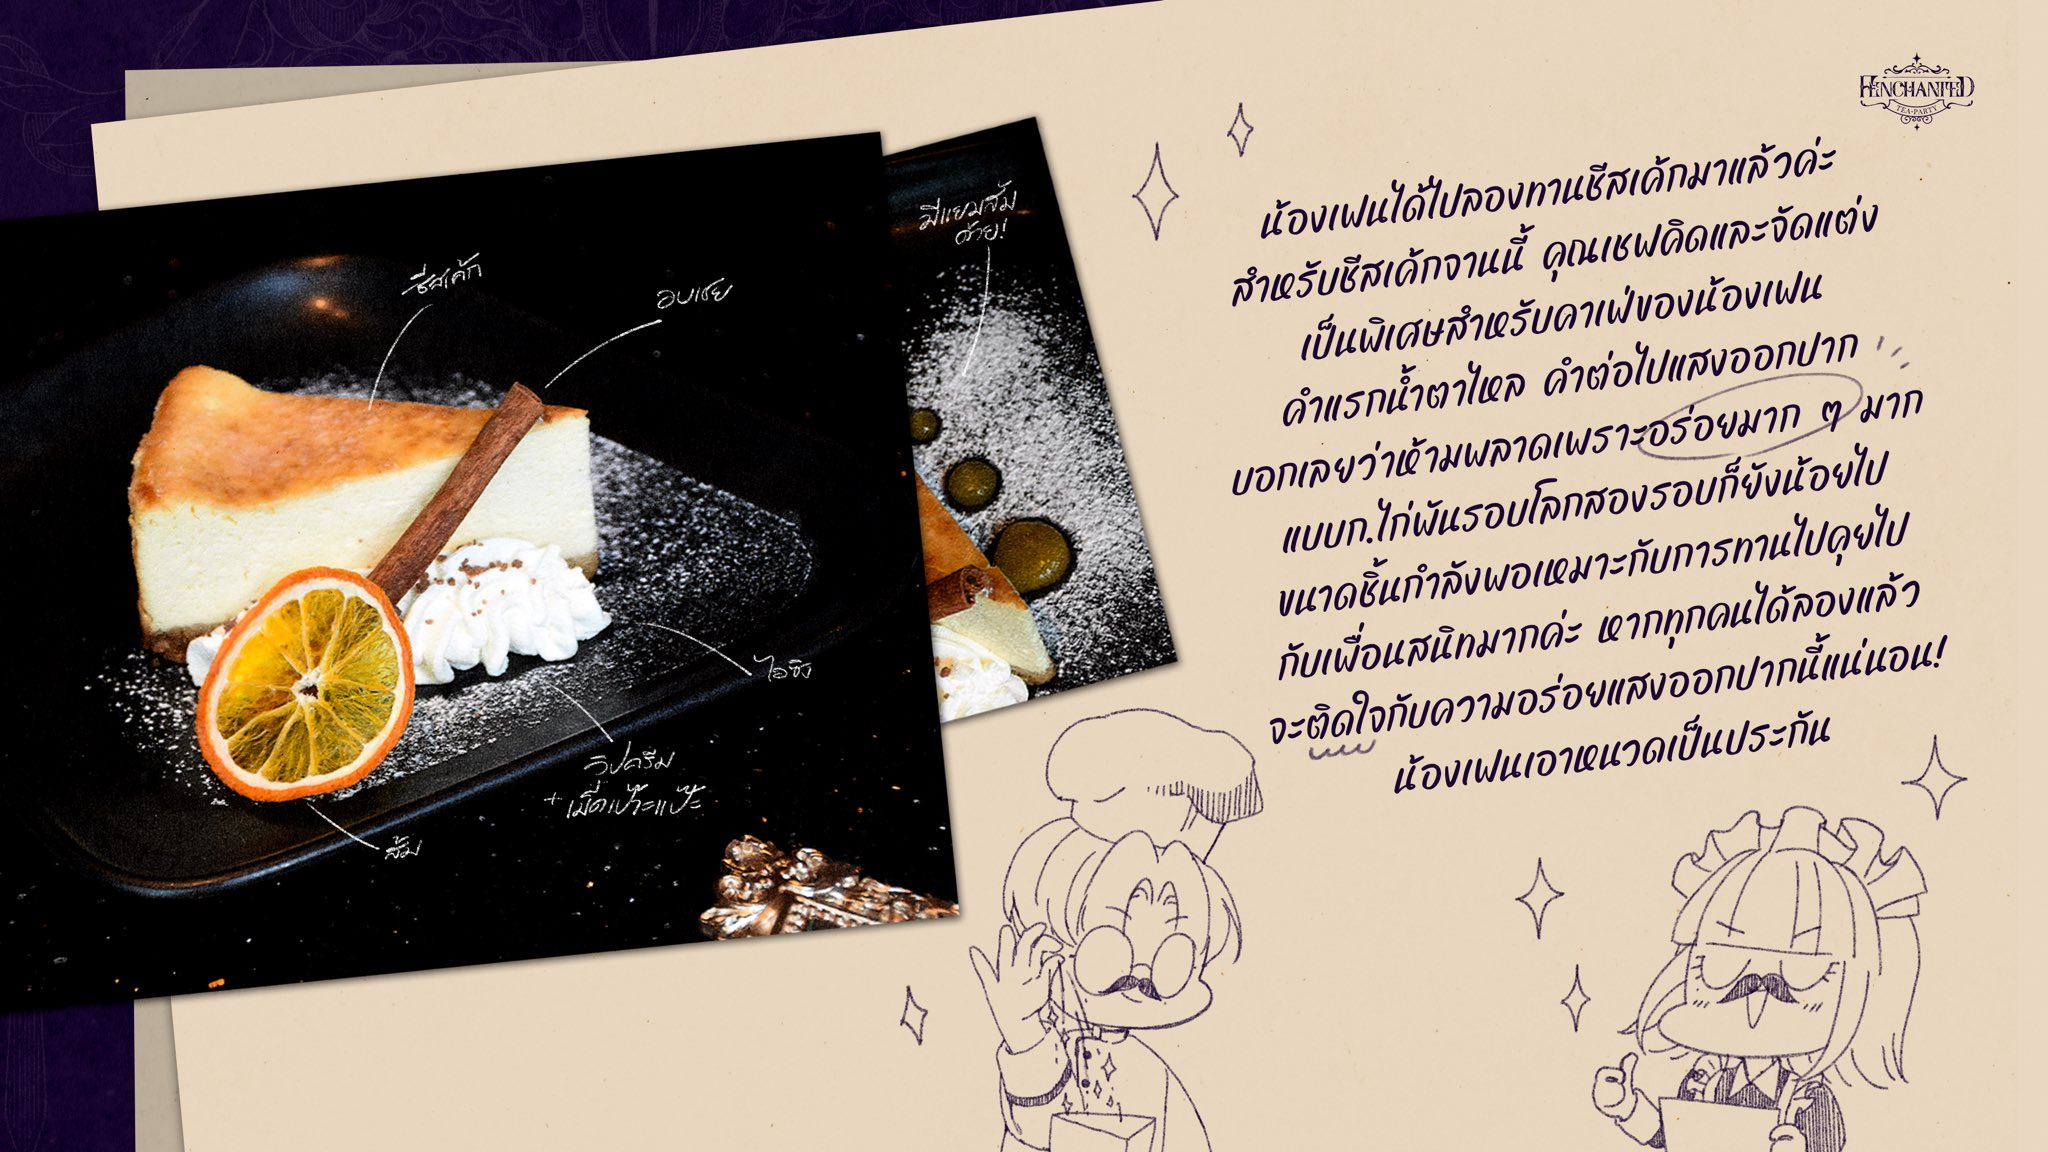 FENCHANTED
TEA-PARTY
ชีสเค้ก
อบเชย
มีแยมส้ม
ด้วย!
ไอซิ่ง
วิปครีม
+ เม็ดเป๊าะแป๊ะ
ส้ม
น้องเฟนได้ไปลองทานชีสเค้กมาแล้วค่ะ
สำหรับชีสเค้กจานนี้ คุณเชฟคิดและจัดแต่ง
เป็นพิเศษสำหรับคาเฟ่ของน้องเฟน
คำแรกน้ำตาไหล คำต่อไปแสงออกปาก
บอกเลยว่าห้ามพลาดเพราะอร่อยมาก ๆ มาก
แบบก.ไก่พันรอบโลกสองรอบก็ยังน้อยไป
ขนาดชิ้นกำลังพอเหมาะกับการทานไปคุยไป
กับเพื่อนสนิทมากค่ะ หากทุกคนได้ลองแล้ว
จะติดใจกับความอร่อยแสงออกปากนี้แน่นอน!
น้องเฟนเอาหนวดเป็นประกัน